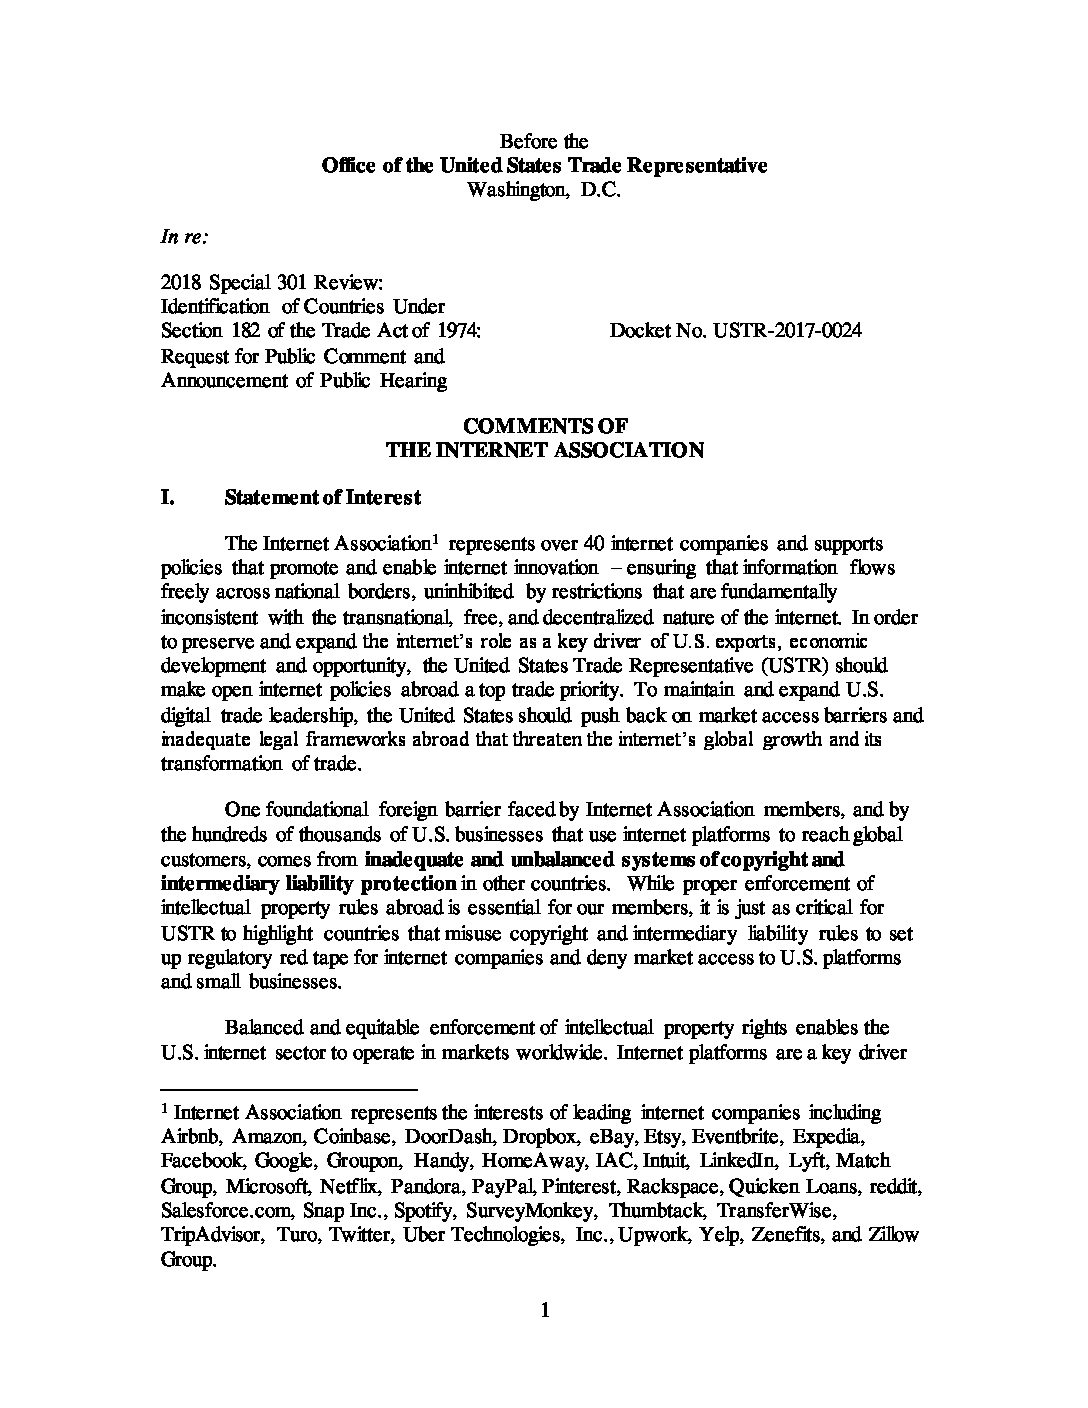 Before the
Office of the United States Trade Representative
Washington, D.C.
In re:
2018 Special 301 Review:
Identification of Countries Under
Section 182 of the Trade Act of 1974: Docket No. USTR-2017-0024
Request for Public Comment and
Announcement of Public Hearing
COMMENTS OF
THE INTERNET ASSOCIATION
I. Statement of Interest
The Internet Association1 represents over 40 internet companies and supports
policies that promote and enable internet innovation – ensuring that information flows
freely across national borders, uninhibited by restrictions that are fundamentally
inconsistent with the transnational, free, and decentralized nature of the internet. In order
to preserve and expand the internet’s role as a key driver of U.S. exports, economic
development and opportunity, the United States Trade Representative (USTR) should
make open internet policies abroad a top trade priority. To maintain and expand U.S.
digital trade leadership, the United States should push back on market access barriers and
inadequate legal frameworks abroad that threaten the internet’s global growth and its
transformation of trade.
One foundational foreign barrier faced by Internet Association members, and by
the hundreds of thousands of U.S. businesses that use internet platforms to reach global
customers, comes from inadequate and unbalanced systems of copyright and
intermediary liability protection in other countries. While proper enforcement of
intellectual property rules abroad is essential for our members, it is just as critical for
USTR to highlight countries that misuse copyright and intermediary liability rules to set
up regulatory red tape for internet companies and deny market access to U.S. platforms
and small businesses.
Balanced and equitable enforcement of intellectual property rights enables the
U.S. internet sector to operate in markets worldwide. Internet platforms are a key driver
1 Internet Association represents the interests of leading internet companies including
Airbnb, Amazon, Coinbase, DoorDash, Dropbox, eBay, Etsy, Eventbrite, Expedia,
Facebook, Google, Groupon, Handy, HomeAway, IAC, Intuit, LinkedIn, Lyft, Match
Group, Microsoft, Netflix, Pandora, PayPal, Pinterest, Rackspace, Quicken Loans, reddit,
Salesforce.com, Snap Inc., Spotify, SurveyMonkey, Thumbtack, TransferWise,
TripAdvisor, Turo, Twitter, Uber Technologies, Inc., Upwork, Yelp, Zenefits, and Zillow
Group.
1